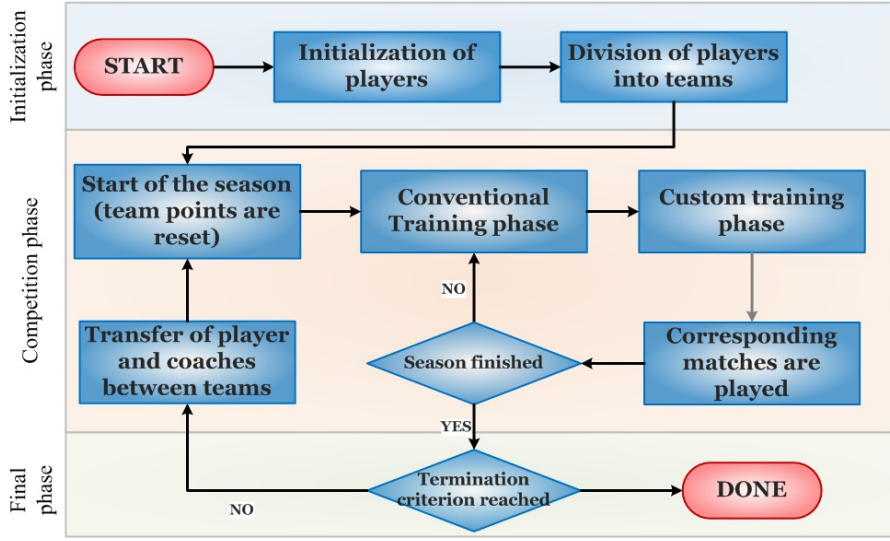 Initialization
phase
START
Initialization of
players
Division of players
into teams
Competition phase
Start of the season
(team points are
reset)
Conventional
Training phase
Custom training
phase
NO
Transfer of player
and coaches
between teams
Season finished
Corresponding
matches are
played
YES
Final
phase
NO
Termination
criterion reached
DONE